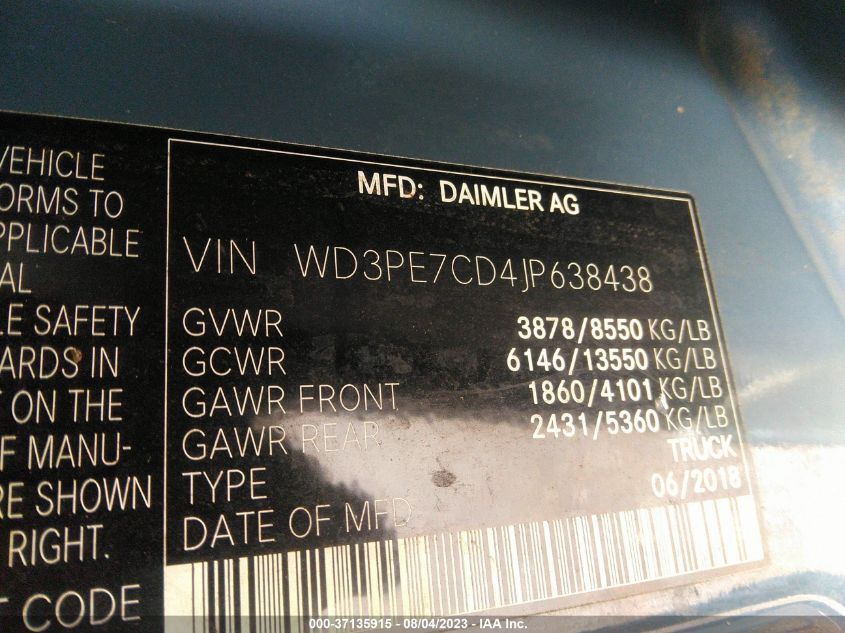 VEHICLE
ORMS TO
PPLICABLE
AL
LE SAFETY
ARDS IN
T ON THE
F MANU-
RE SHOWN
RIGHT.
T CODE
MFD: DAIMLER AG
VIN WD3PE7CD4JP638438
GVWR 3878/8550 KG/LB
GCWR 6146/13550 KG/LB
GAWR FRONT 1860/4101 KG/LB
GAWR REAR 2431/5360 KG/LB
TYPE TRUCK
DATE OF MFD 06/2018
000-37135915 - 08/04/2023 - IAA Inc.